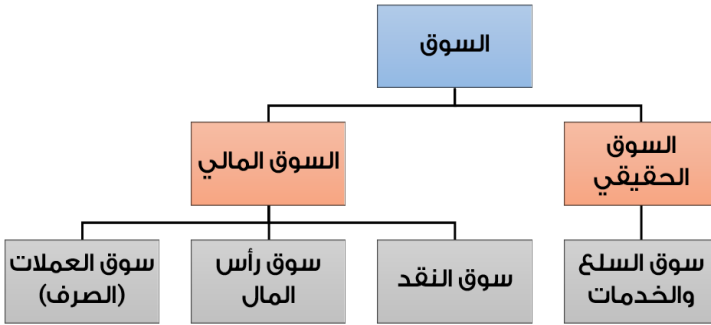 السوق
السوق
الحقيقي
السوق المالي
سوق السلع
والخدمات
سوق النقد
سوق رأس
المال
سوق العملات
(الصرف)